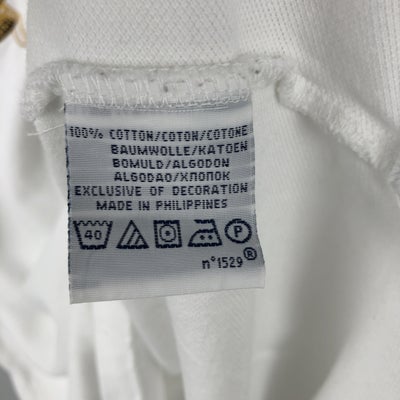 100% COTTON/COTON/COTONE
BAUMWOLLE/KATOEN
BOMULD/ALGODON
ALGODAO/ХЛОПОК
EXCLUSIVE OF DECORATION
MADE IN PHILIPPINES
40 P
n°1529®